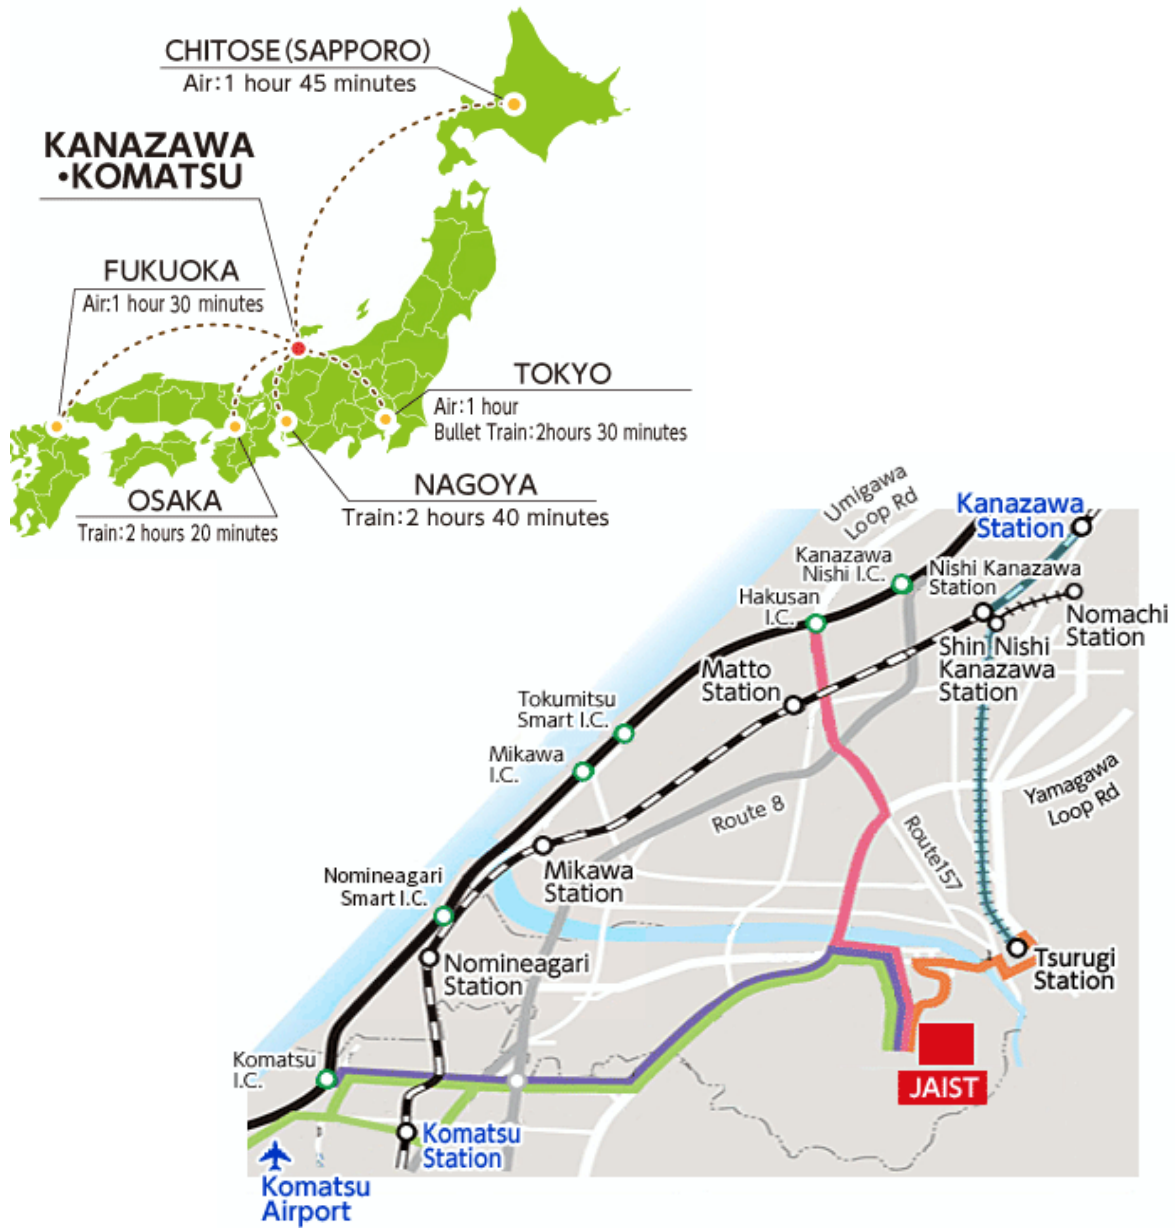 CHITOSE(SAPPORO)
Air:1 hour 45 minutes
KANAZAWA
・KOMATSU
FUKUOKA
Air:1 hour 30 minutes
TOKYO
Air:1 hour
Bullet Train:2hours 30 minutes
OSAKA
Train:2 hours 20 minutes
NAGOYA
Train:2 hours 40 minutes
Umigawa
Loop Rd
Kanazawa
Station
Kanazawa
Nishi I.C.
Nishi Kanazawa
Station
Hakusan
I.C.
Nomachi
Station
Shin Nishi
Kanazawa
Station
Matto
Station
Tokumitsu
Smart I.C.
Mikawa
I.C.
Route 8
Yamagawa
Loop Rd
Route157
Mikawa
Station
Nomineagari
Smart I.C.
Nomineagari
Station
Tsurugi
Station
Komatsu
I.C.
JAIST
Komatsu
Station
Komatsu
Airport